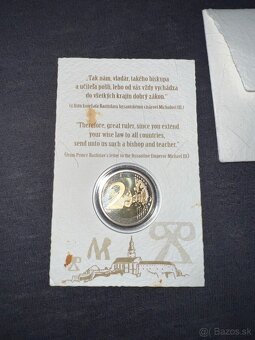 „Tak nám, vladár, takého biskupa
a učiteľa pošli, lebo od vás vždy vychádza
do všetkých krajín dobrý zákon.“
(z listu kniežaťa Rastislava byzantskému cisárovi Michalovi III.)
"Therefore, great ruler, since you extend
your wise law to all countries,
send unto us such a bishop and teacher."
(from Prince Rastislav's letter to the Byzantine Emperor Michael III.)
2 EURO
© bazos.sk